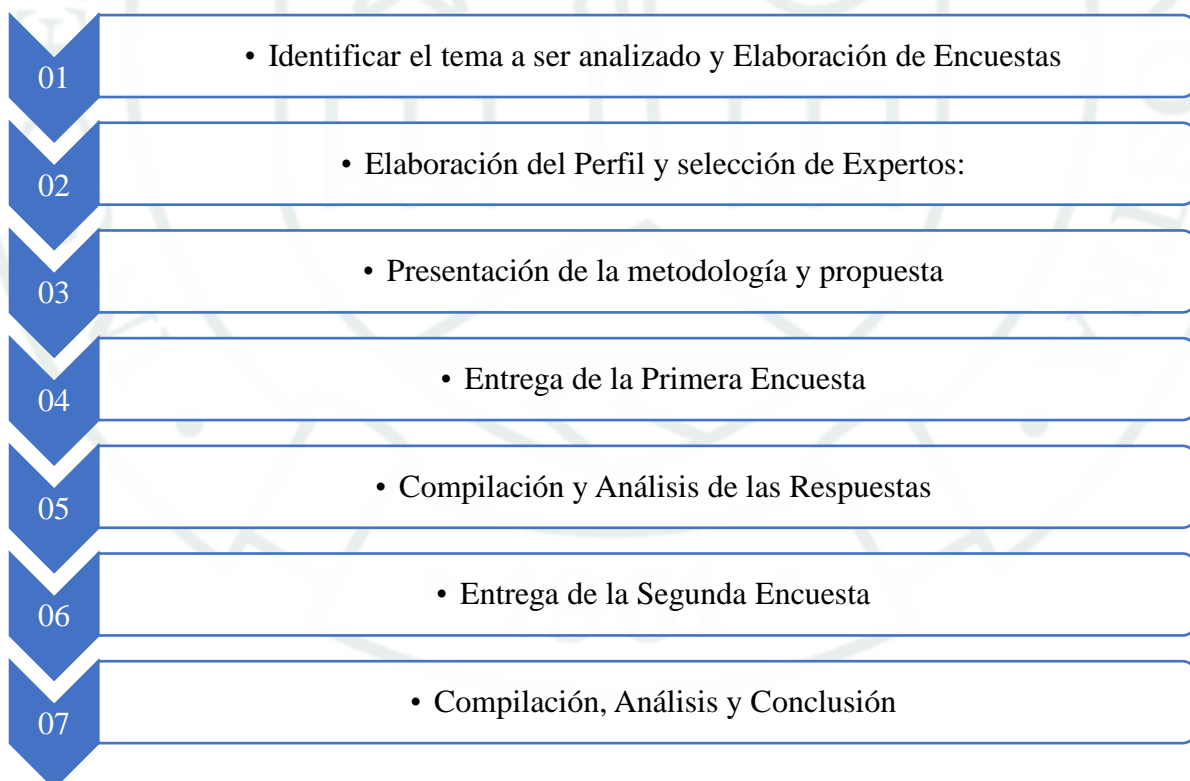 01
• Identificar el tema a ser analizado y Elaboración de Encuestas
02
• Elaboración del Perfil y selección de Expertos:
03
• Presentación de la metodología y propuesta
04
• Entrega de la Primera Encuesta
05
• Compilación y Análisis de las Respuestas
06
• Entrega de la Segunda Encuesta
07
• Compilación, Análisis y Conclusión